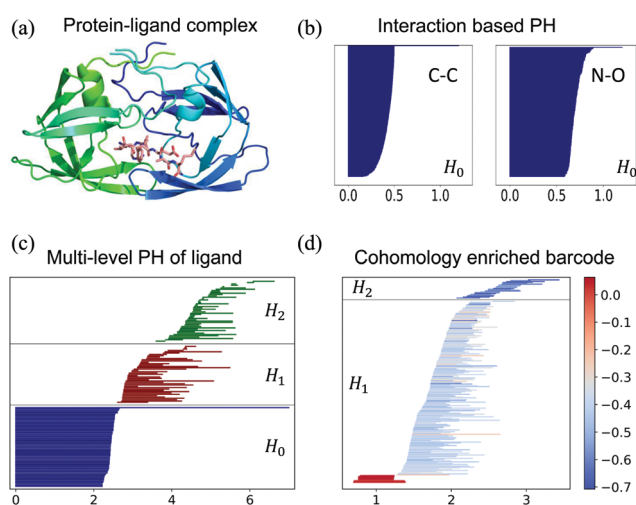 (a)
Protein-ligand complex
(b)
Interaction based PH
C-C
H₀
0.0 0.5 1.0
N-O
H₀
0.0 0.5 1.0
(c)
Multi-level PH of ligand
H₂
H₁
H₀
0 2 4 6
(d)
Cohomology enriched barcode
H₂
H₁
1 2 3
0.0
−0.1
−0.2
−0.3
−0.4
−0.5
−0.6
−0.7